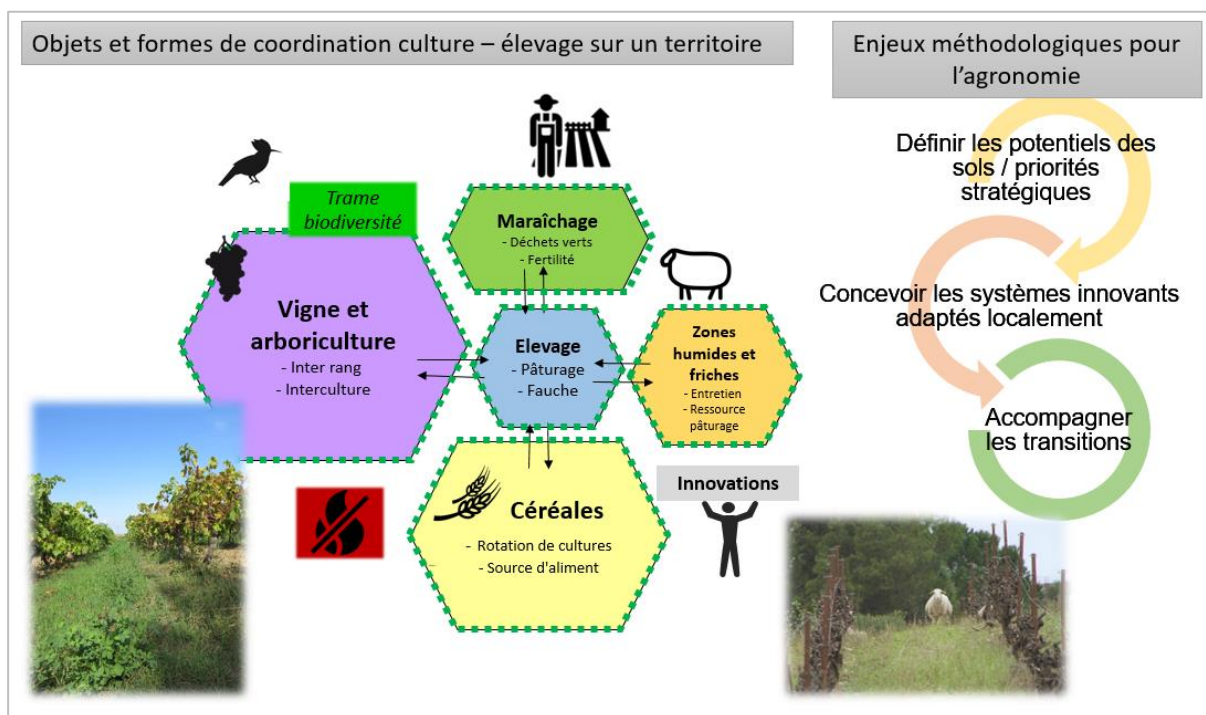 Objets et formes de coordination culture – élevage sur un territoire
Enjeux méthodologiques pour
l'agronomie
Trame
biodiversité
Maraîchage
- Déchets verts
- Fertilité
Vigne et
arboriculture
- Inter rang
- Interculture
Elevage
- Pâturage
- Fauche
Zones
humides et
friches
- Entretien
- Ressource
pâturage
Céréales
- Rotation de cultures
- Source d'aliment
Innovations
Définir les potentiels des
sols / priorités
stratégiques
Concevoir les systèmes innovants
adaptés localement
Accompagner
les transitions